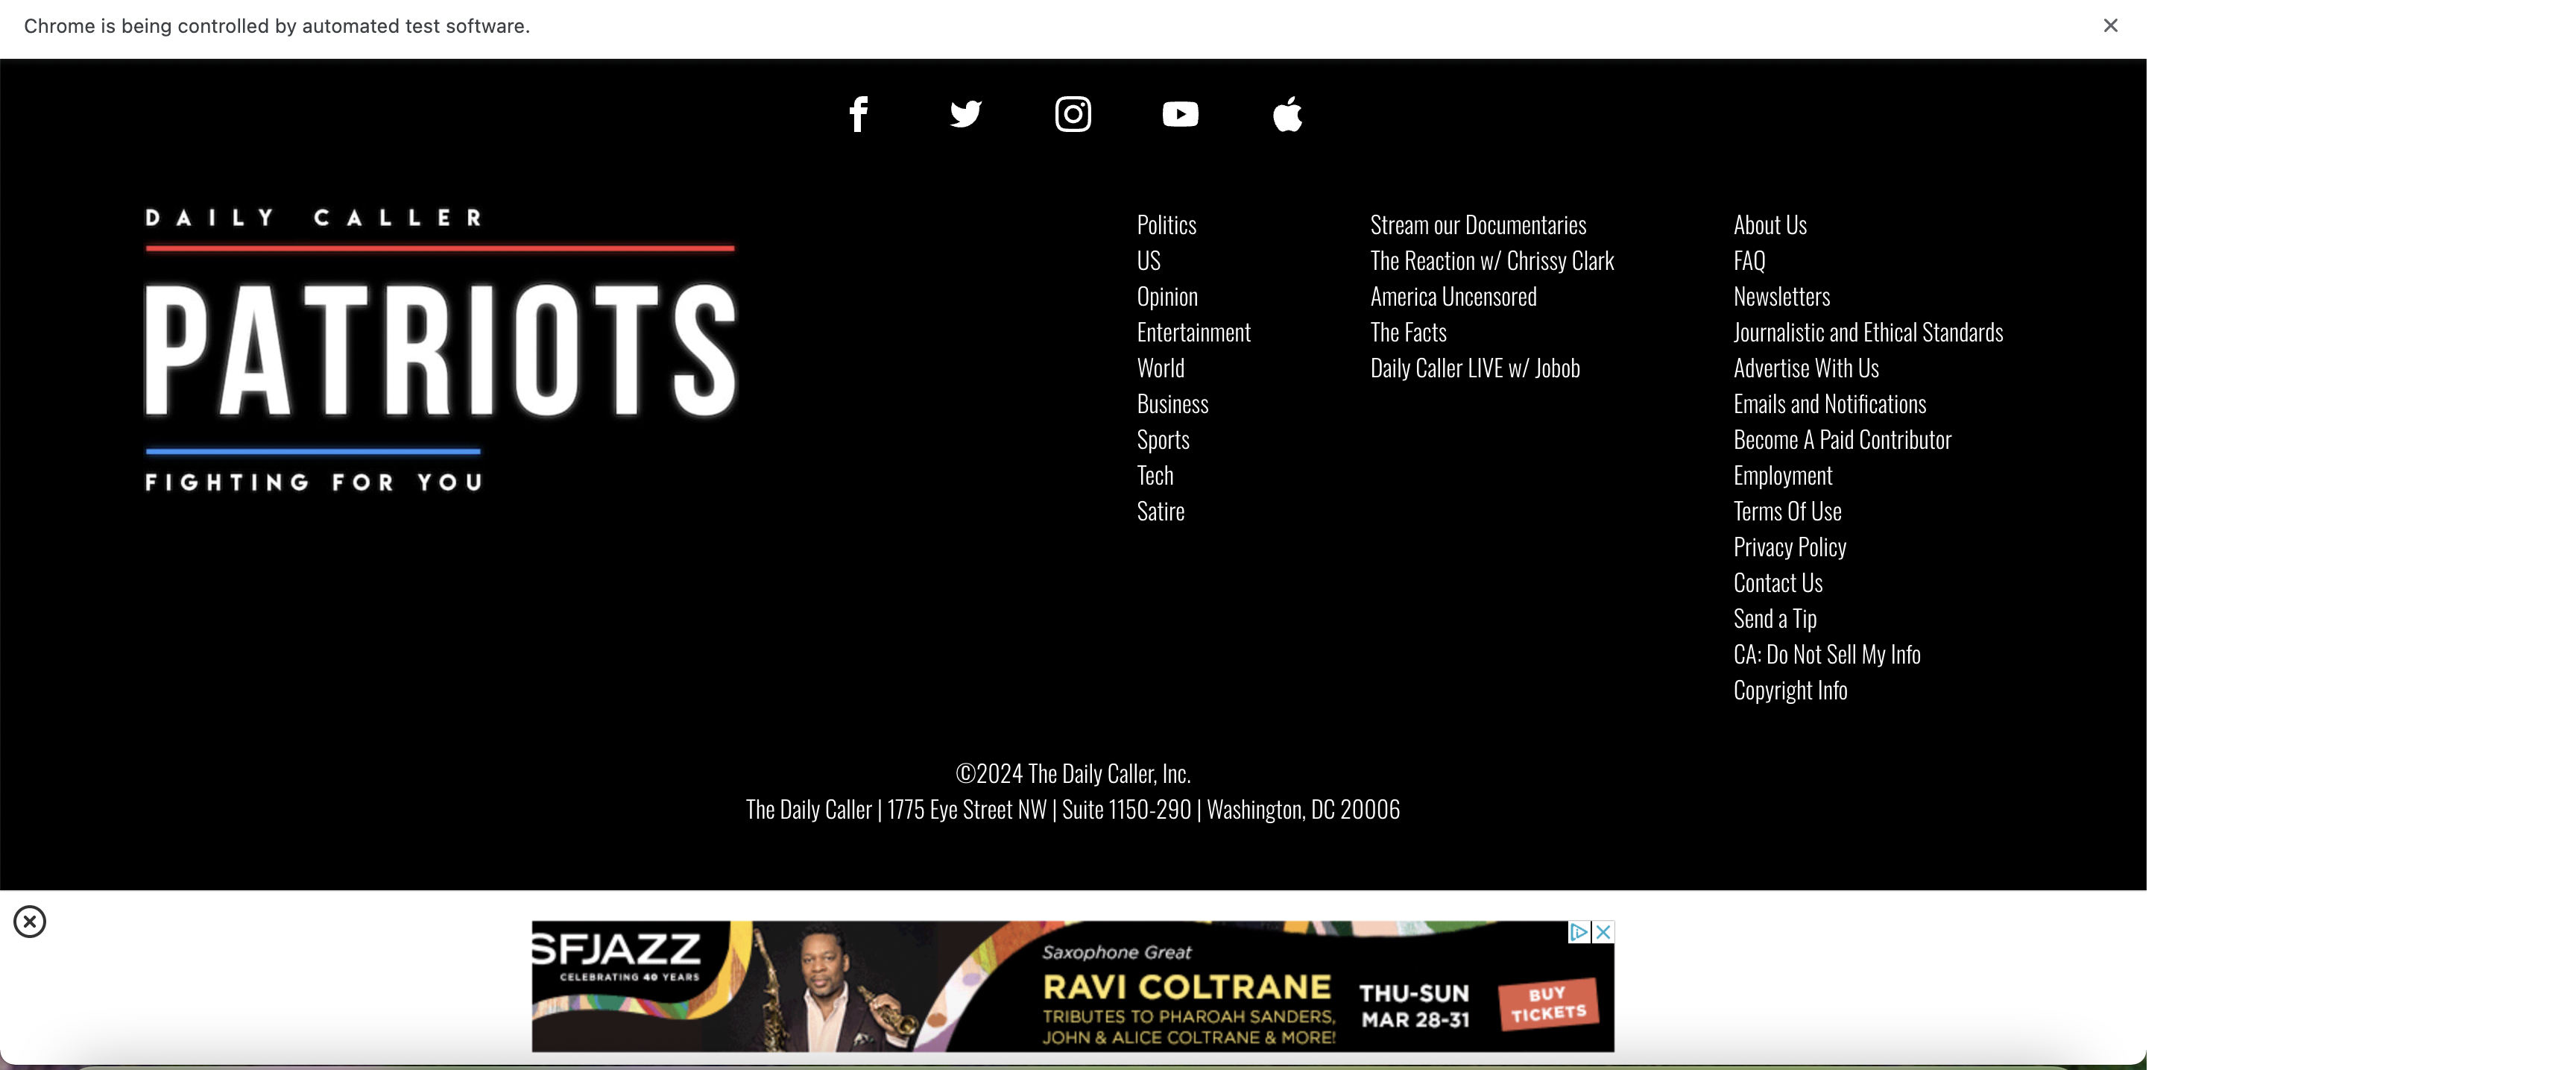 Chrome is being controlled by automated test software.
DAILY CALLER
PATRIOTS
FIGHTING FOR YOU
Politics
US
Opinion
Entertainment
World
Business
Sports
Tech
Satire
Stream our Documentaries
The Reaction w/ Chrissy Clark
America Uncensored
The Facts
Daily Caller LIVE w/ Jobob
About Us
FAQ
Newsletters
Journalistic and Ethical Standards
Advertise With Us
Emails and Notifications
Become A Paid Contributor
Employment
Terms Of Use
Privacy Policy
Contact Us
Send a Tip
CA: Do Not Sell My Info
Copyright Info
©2024 The Daily Caller, Inc.
The Daily Caller | 1775 Eye Street NW | Suite 1150-290 | Washington, DC 20006
SFJAZZ
CELEBRATING 40 YEARS
Saxophone Great
RAVI COLTRANE
TRIBUTES TO PHAROAH SANDERS,
JOHN & ALICE COLTRANE & MORE!
THU-SUN
MAR 28-31
BUY
TICKETS